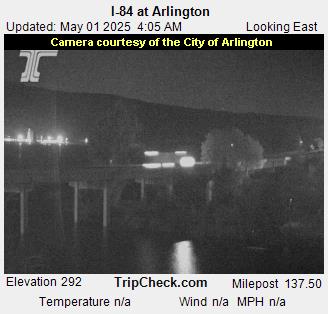 I-84 at Arlington
Updated: May 01 2025 4:05 AM Looking East
Camera courtesy of the City of Arlington
Elevation 292 TripCheck.com Milepost 137.50
Temperature n/a Wind n/a MPH n/a